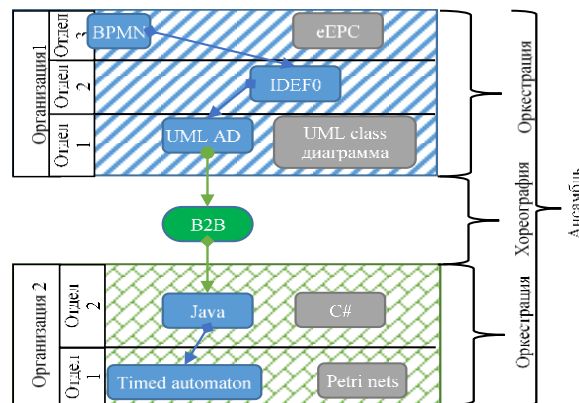 Организация1
Отдел
3
BPMN
eEPC
Отдел
2
IDEF0
Отдел
1
UML AD
UML class
диаграмма
B2B
Организация 2
Отдел
2
Java
C#
Отдел
1
Timed automaton
Petri nets
Оркестрация
Хореография
Оркестрация
Ансамбль